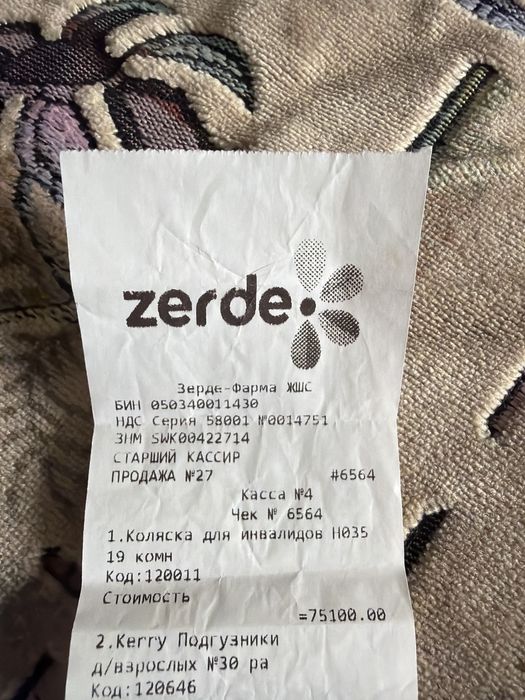 zerde
Зерде-Фарма ЖШС
БИН 050340011430
НДС Серия 58001 №0014751
ЗНМ SWK00422714
СТАРШИЙ КАССИР
ПРОДАЖА №27 #6564
Касса №4
Чек № 6564
1.Коляска для инвалидов H035
19 комн
Код:120011
Стоимость
=75100.00
2.Kerry Подгузники
д/взрослых №30 ра
Код:120646